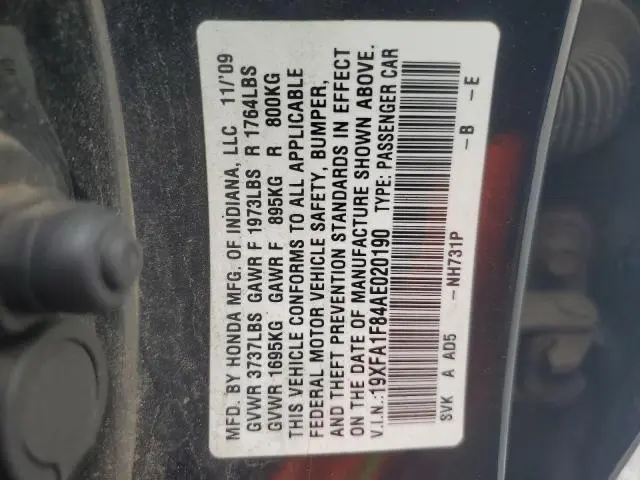 MFD. BY HONDA MFG. OF INDIANA, LLC 11/'09
GVWR 3737LBS GAWR F 1973LBS R 1764LBS
GVWR 1695KG GAWR F 895KG R 800KG
THIS VEHICLE CONFORMS TO ALL APPLICABLE
FEDERAL MOTOR VEHICLE SAFETY, BUMPER,
AND THEFT PREVENTION STANDARDS IN EFFECT
ON THE DATE OF MANUFACTURE SHOWN ABOVE.
V.I.N.:19XFA1F84AE020190 TYPE: PASSENGER CAR
SVK A AD5 -NH731P -B -E